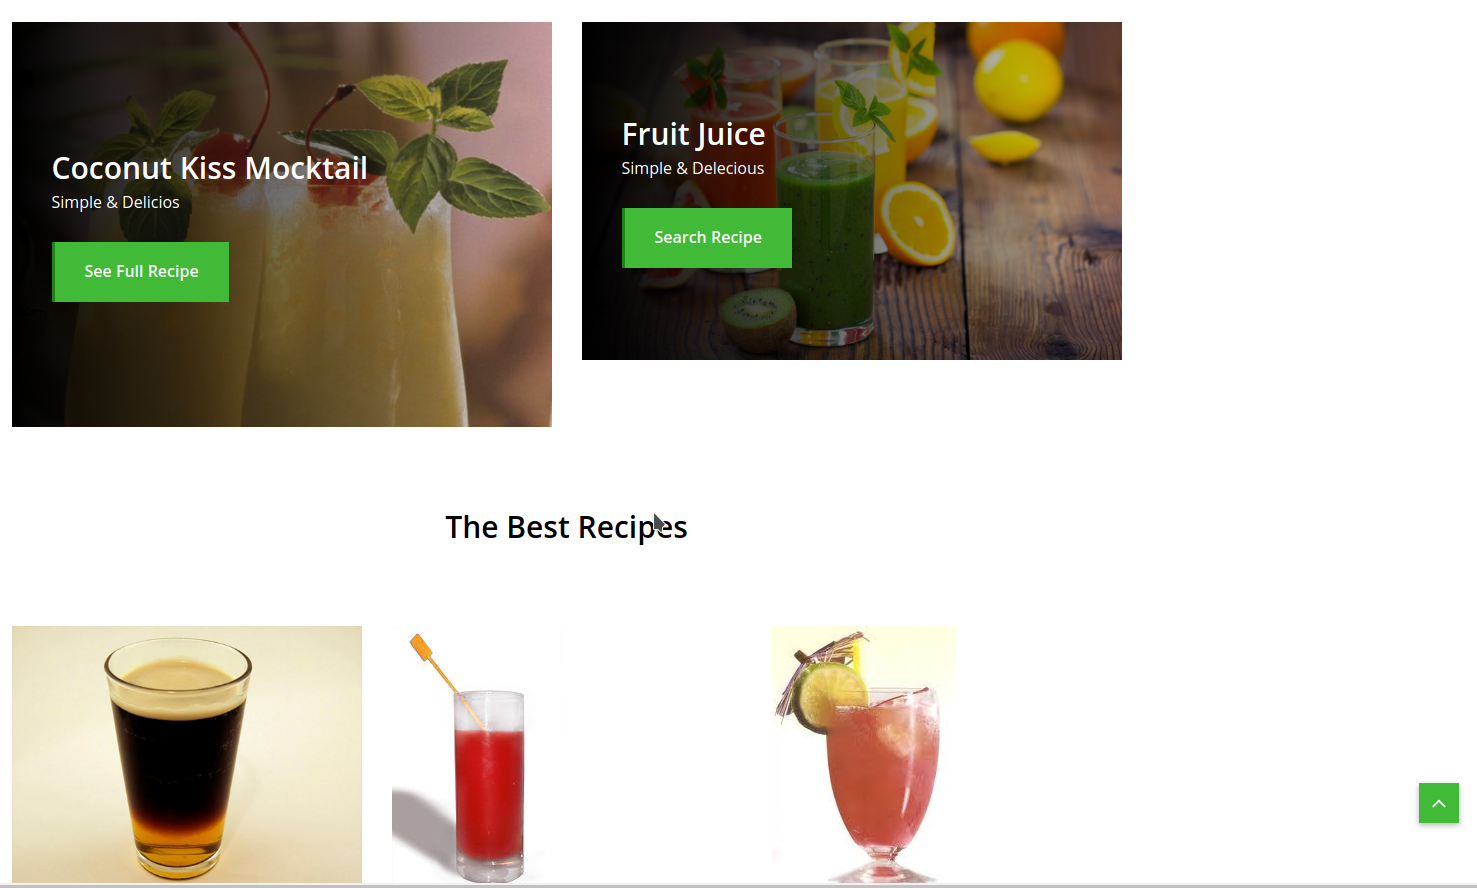 Coconut Kiss Mocktail
Simple & Delicios
See Full Recipe
Fruit Juice
Simple & Delecious
Search Recipe
The Best Recipes